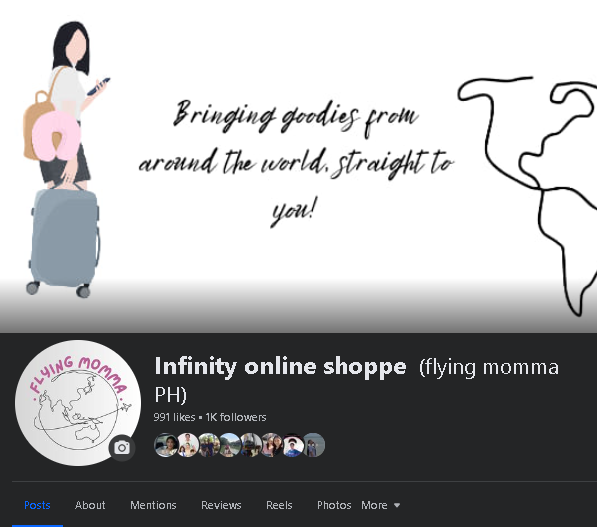 Bringing goodies from
around the world, straight to
you!
FLYING MOMMA
Infinity online shoppe (flying momma
PH)
991 likes • 1K followers
Posts About Mentions Reviews Reels Photos More